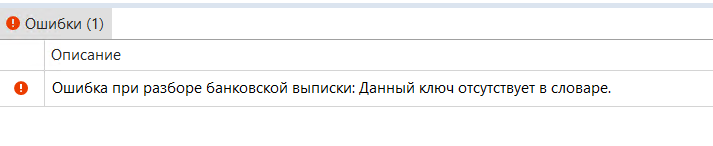 Ошибки (1)
Описание
Ошибка при разборе банковской выписки: Данный ключ отсутствует в словаре.